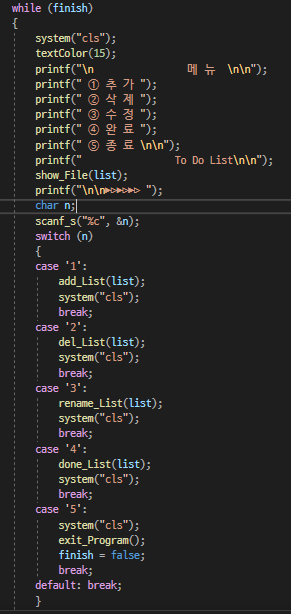 while (finish)
{
system("cls");
textColor(15);
printf("\n 메 뉴 \n\n");
printf(" ① 추 가 ");
printf(" ② 삭 제 ");
printf(" ③ 수 정 ");
printf(" ④ 완 료 ");
printf(" ⑤ 종 료 \n\n");
printf(" To Do List\n\n");
show_File(list);
printf("\n\n▶▷▶▷▶▷ ");
char n;
scanf_s("%c", &n);
switch (n)
{
case '1':
add_List(list);
system("cls");
break;
case '2':
del_List(list);
system("cls");
break;
case '3':
rename_List(list);
system("cls");
break;
case '4':
done_List(list);
system("cls");
break;
case '5':
system("cls");
exit_Program();
finish = false;
break;
default: break;
}